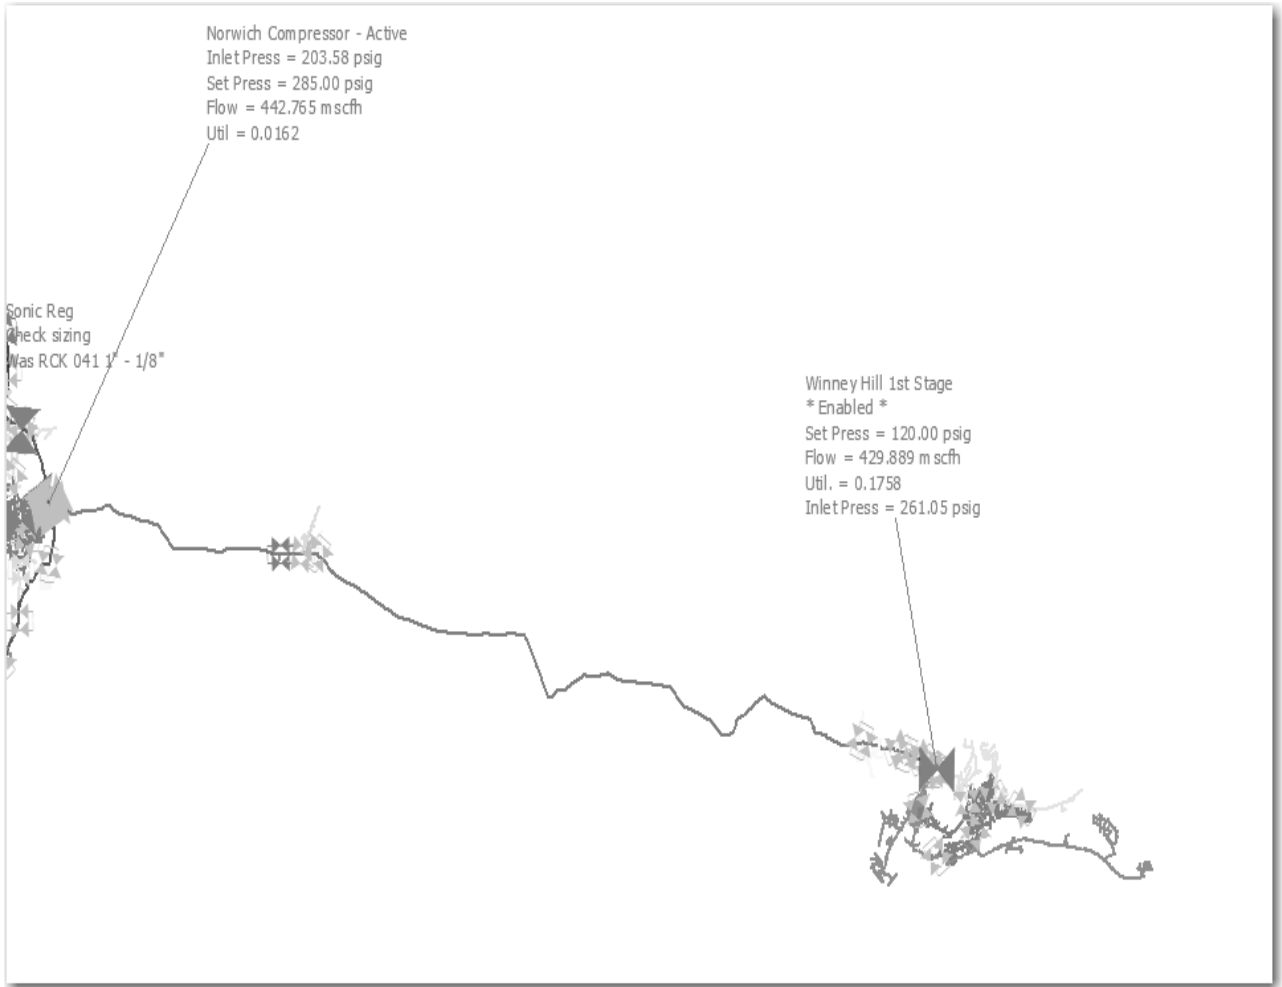 Norwich Compressor - Active
Inlet Press = 203.58 psig
Set Press = 285.00 psig
Flow = 442.765 mscfh
Util = 0.0162
Sonic Reg
Check sizing
Was RCK 041 1" - 1/8"
Winney Hill 1st Stage
* Enabled *
Set Press = 120.00 psig
Flow = 429.889 mscfh
Util. = 0.1758
Inlet Press = 261.05 psig